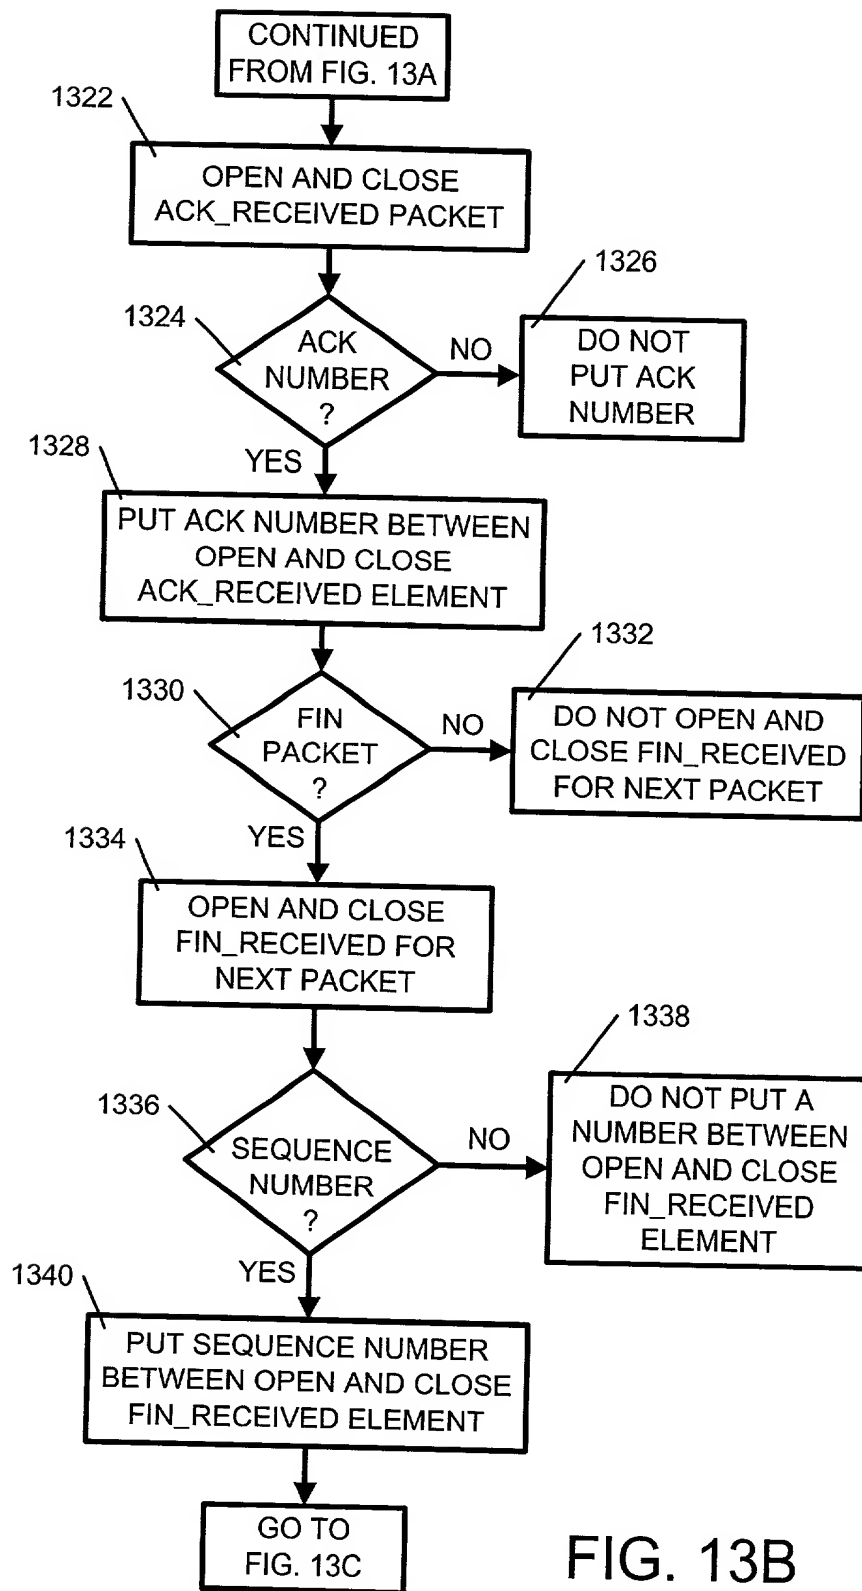 CONTINUED
FROM FIG. 13A
1322
OPEN AND CLOSE
ACK_RECEIVED PACKET
1324
ACK
NUMBER
?
NO
1326
DO NOT
PUT ACK
NUMBER
YES
1328
PUT ACK NUMBER BETWEEN
OPEN AND CLOSE
ACK_RECEIVED ELEMENT
1330
FIN
PACKET
?
NO
1332
DO NOT OPEN AND
CLOSE FIN_RECEIVED
FOR NEXT PACKET
YES
1334
OPEN AND CLOSE
FIN_RECEIVED FOR
NEXT PACKET
1336
SEQUENCE
NUMBER
?
NO
1338
DO NOT PUT A
NUMBER BETWEEN
OPEN AND CLOSE
FIN_RECEIVED
ELEMENT
YES
1340
PUT SEQUENCE NUMBER
BETWEEN OPEN AND CLOSE
FIN_RECEIVED ELEMENT
GO TO
FIG. 13C
FIG. 13B